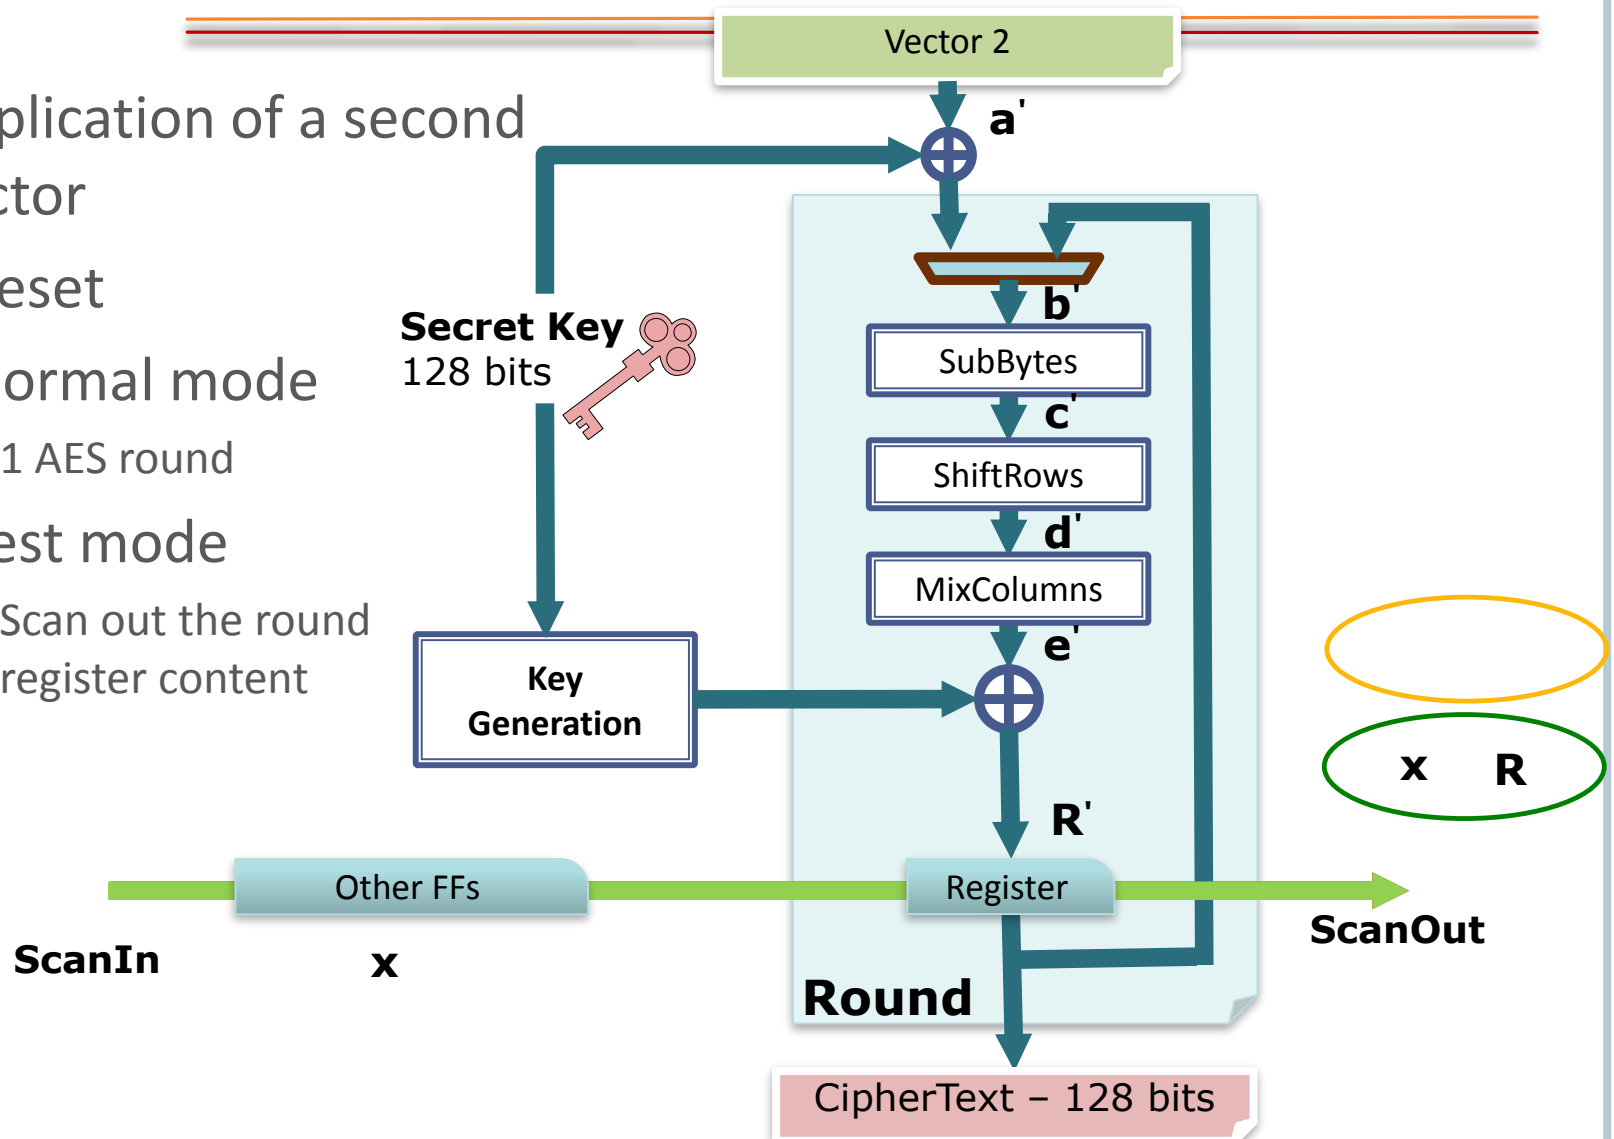 Vector 2
plication of a second
ctor
eset
ormal mode
1 AES round
est mode
Scan out the round
register content
a'
Secret Key
128 bits
b'
SubBytes
c'
ShiftRows
d'
MixColumns
e'
Key
Generation
x R
R'
Other FFs
Register
ScanOut
ScanIn
x
Round
CipherText – 128 bits